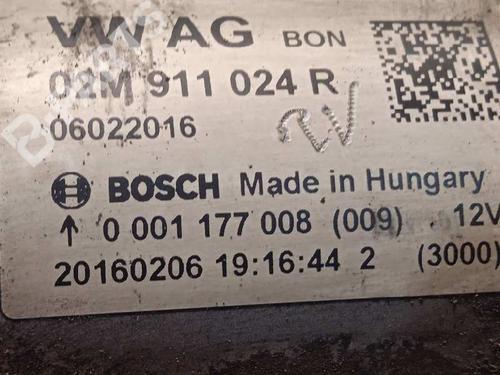 VW AG BON
02M 911 024 R
06022016
BOSCH Made in Hungary
↑ 0 001 177 008 (009) 12V
20160206 19:16:44 2 (3000)